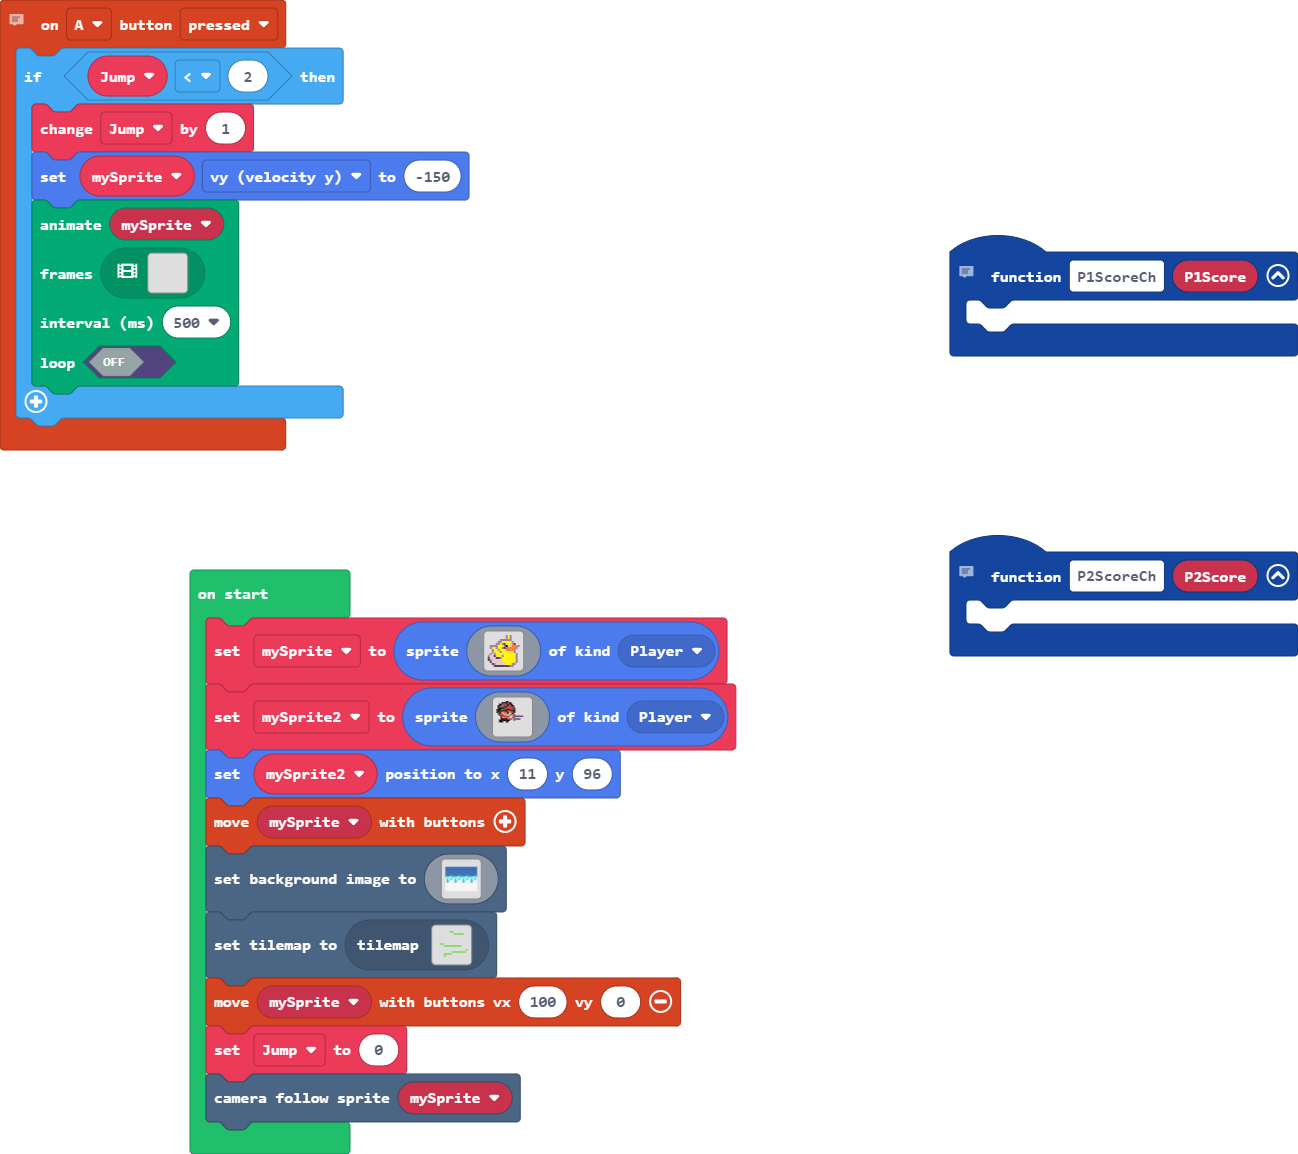 on A button pressed
if Jump < 2 then
change Jump by 1
set mySprite vy (velocity y) to -150
animate mySprite
frames
interval (ms) 500
loop OFF
function P1ScoreCh P1Score
function P2ScoreCh P2Score
on start
set mySprite to sprite of kind Player
set mySprite2 to sprite of kind Player
set mySprite2 position to x 11 y 96
move mySprite with buttons
set background image to
set tilemap to tilemap
move mySprite with buttons vx 100 vy 0
set Jump to 0
camera follow sprite mySprite